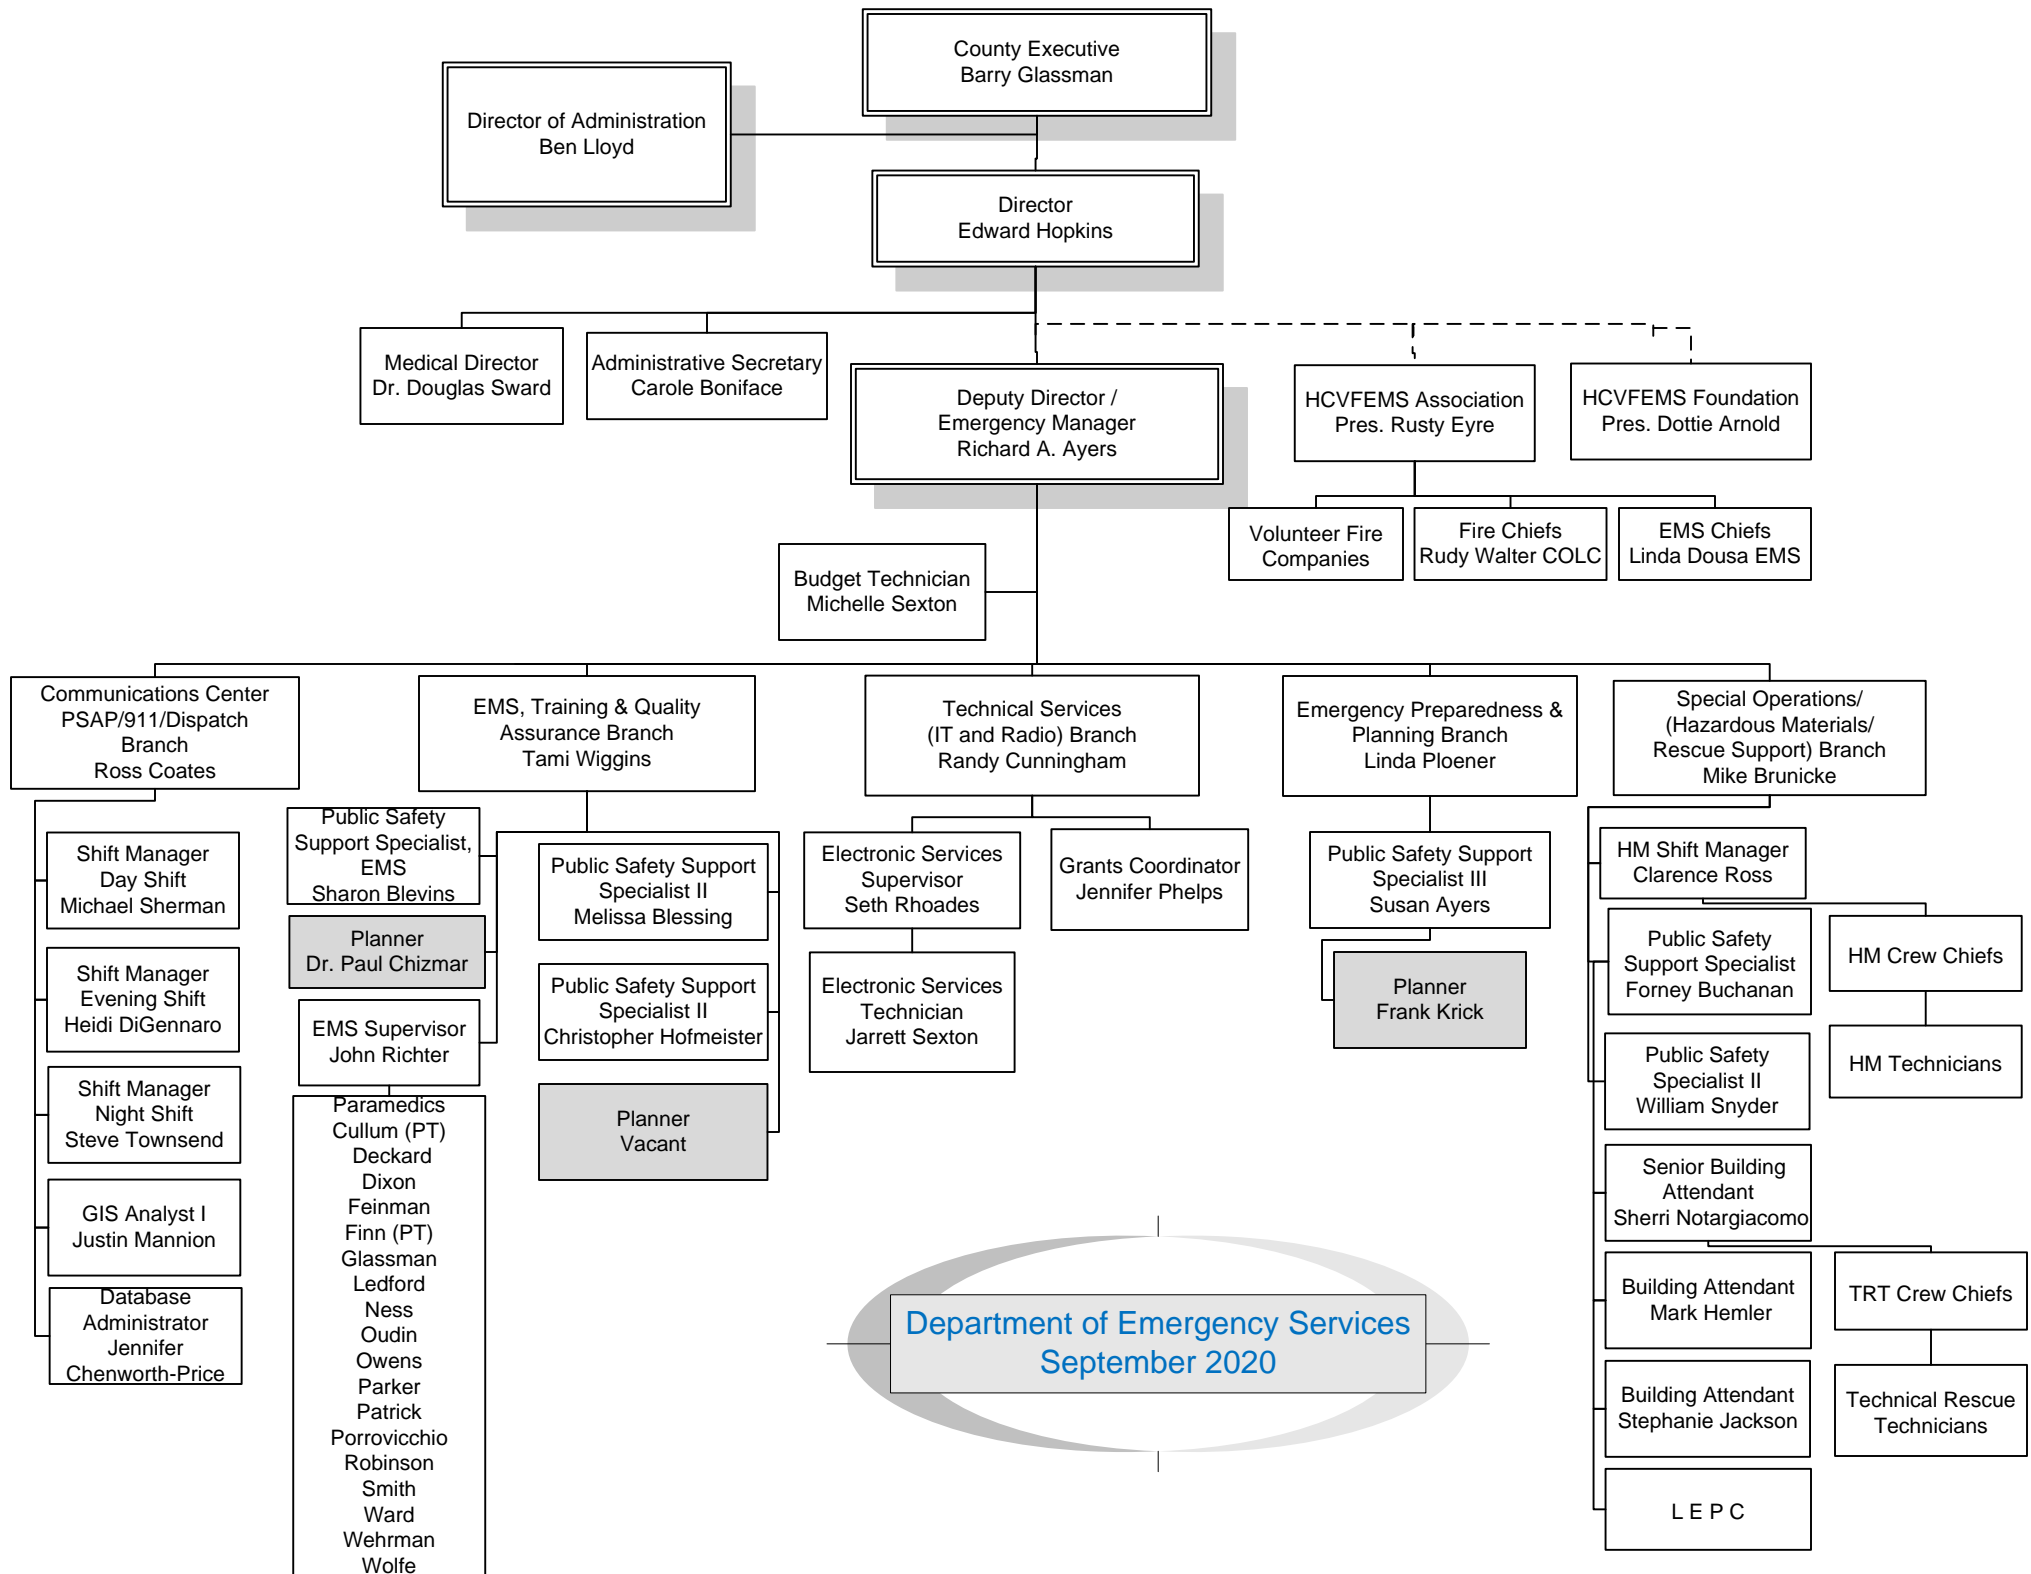 County Executive
Barry Glassman
Director of Administration
Ben Lloyd
Director
Edward Hopkins
Medical Director
Dr. Douglas Sward
Administrative Secretary
Carole Boniface
Deputy Director /
Emergency Manager
Richard A. Ayers
HCVFEMS Association
Pres. Rusty Eyre
HCVFEMS Foundation
Pres. Dottie Arnold
Volunteer Fire
Companies
Fire Chiefs
Rudy Walter COLC
EMS Chiefs
Linda Dousa EMS
Budget Technician
Michelle Sexton
Communications Center
PSAP/911/Dispatch
Branch
Ross Coates
EMS, Training & Quality
Assurance Branch
Tami Wiggins
Technical Services
(IT and Radio) Branch
Randy Cunningham
Emergency Preparedness &
Planning Branch
Linda Ploener
Special Operations/
(Hazardous Materials/
Rescue Support) Branch
Mike Brunicke
Shift Manager
Day Shift
Michael Sherman
Shift Manager
Evening Shift
Heidi DiGennaro
Shift Manager
Night Shift
Steve Townsend
GIS Analyst I
Justin Mannion
Database
Administrator
Jennifer
Chenworth-Price
Public Safety
Support Specialist,
EMS
Sharon Blevins
Planner
Dr. Paul Chizmar
EMS Supervisor
John Richter
Paramedics
Cullum (PT)
Deckard
Dixon
Feinman
Finn (PT)
Glassman
Ledford
Ness
Oudin
Owens
Parker
Patrick
Porrovicchio
Robinson
Smith
Ward
Wehrman
Wolfe
Public Safety Support
Specialist II
Melissa Blessing
Public Safety Support
Specialist II
Christopher Hofmeister
Planner
Vacant
Electronic Services
Supervisor
Seth Rhoades
Electronic Services
Technician
Jarrett Sexton
Grants Coordinator
Jennifer Phelps
Public Safety Support
Specialist III
Susan Ayers
Planner
Frank Krick
HM Shift Manager
Clarence Ross
Public Safety
Support Specialist
Forney Buchanan
Public Safety
Specialist II
William Snyder
Senior Building
Attendant
Sherri Notargiacomo
Building Attendant
Mark Hemler
Building Attendant
Stephanie Jackson
L E P C
HM Crew Chiefs
HM Technicians
TRT Crew Chiefs
Technical Rescue
Technicians
Department of Emergency Services
September 2020